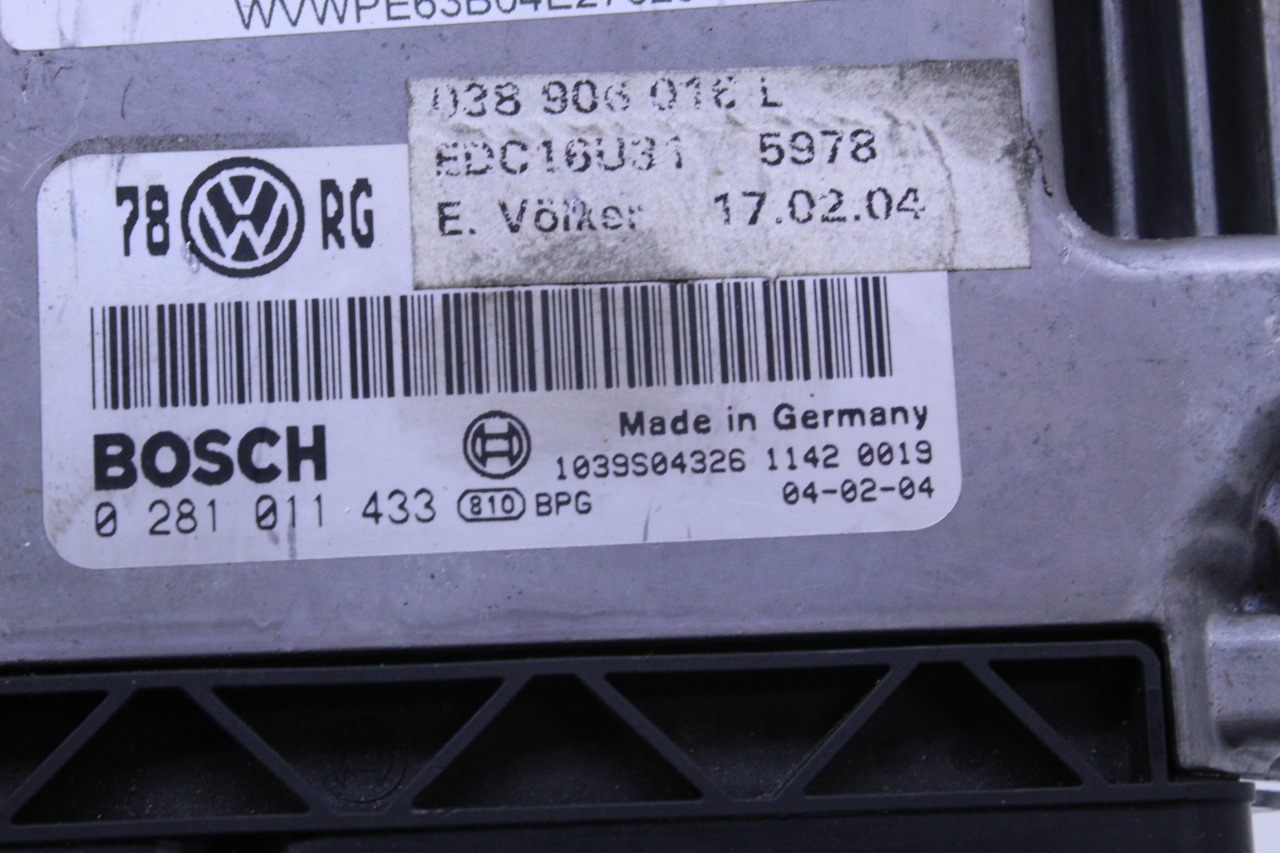 038 906 016 L
EDC16U31 5978
E. Völker 17.02.04
78 VW RG
BOSCH
Made in Germany
1039S04326 1142 0019
0 281 011 433 810 BPG
04-02-04